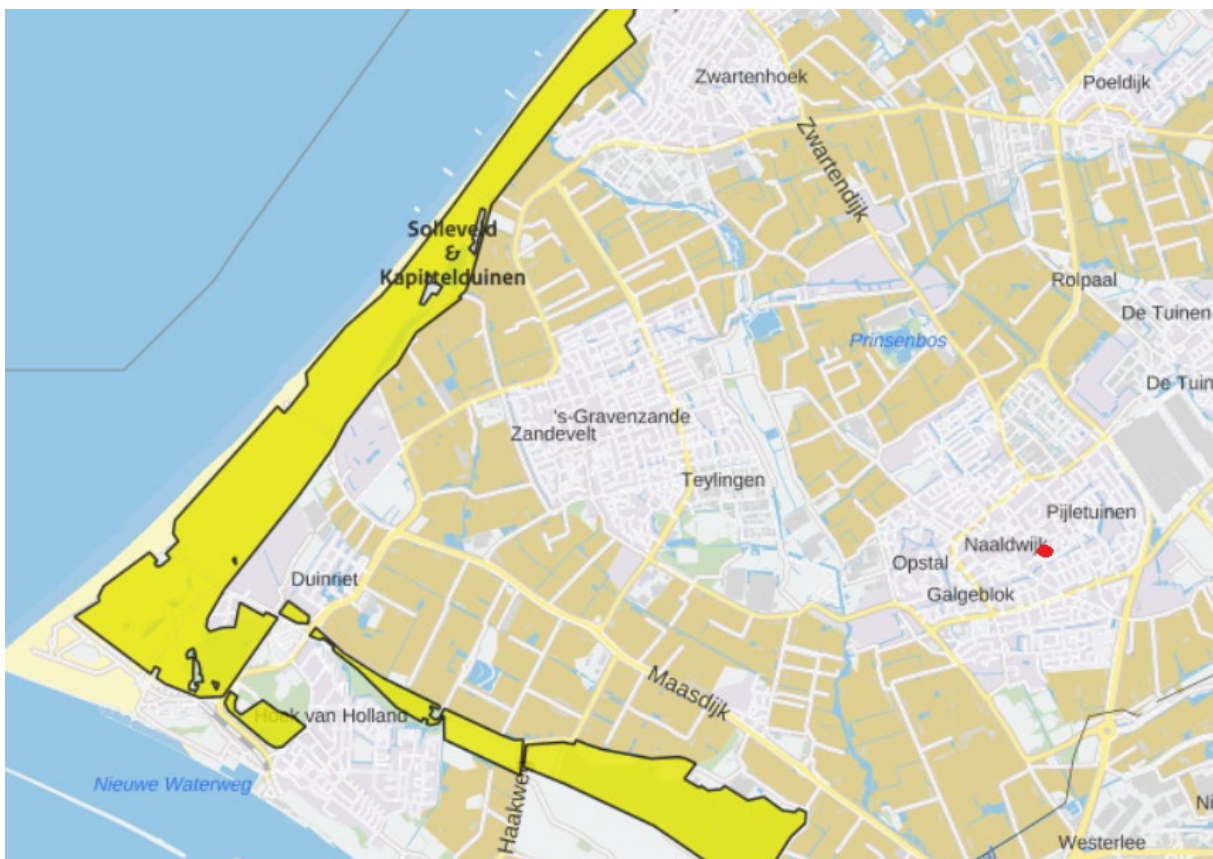 Zwartenhoek
Poeldijk
Zwartendijk
Solleveld
&
Kapittelduinen
Rolpaal
De Tuinen
Prinsenbos
De Tuin
's-Gravenzande
Zandevelt
Teylingen
Pijletuinen
Naaldwijk
Opstal
Duinriet
Galgeblok
Maasdijk
Hoek van Holland
Nieuwe Waterweg
Haakweg
Ni
Westerlee